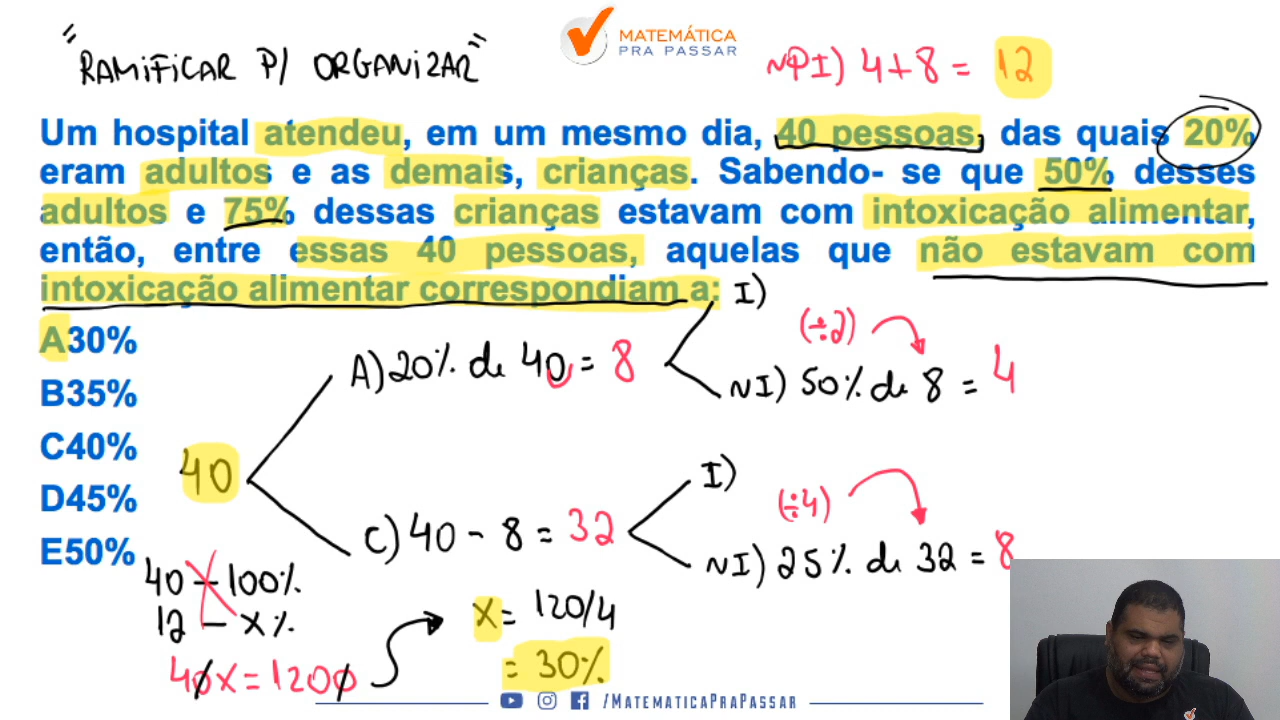 "RAMIFICAR P/ ORGANIZAR"
MATEMÁTICA
PRA PASSAR
NPI) 4+8 = 12
Um hospital atendeu, em um mesmo dia, 40 pessoas, das quais 20%
eram adultos e as demais, crianças. Sabendo- se que 50% desses
adultos e 75% dessas crianças estavam com intoxicação alimentar,
então, entre essas 40 pessoas, aquelas que não estavam com
intoxicação alimentar correspondiam a:
A30%
B35%
C40%
D45%
E50%
40
A) 20% de 40 = 8
I)
(÷2)
NI) 50% de 8 = 4
C) 40 - 8 = 32
I)
(÷4)
NI) 25% de 32 = 8
40 — 100%
12 — X%
40X = 1200
X = 120/4
= 30%
/MATEMATICAPRAPASSAR